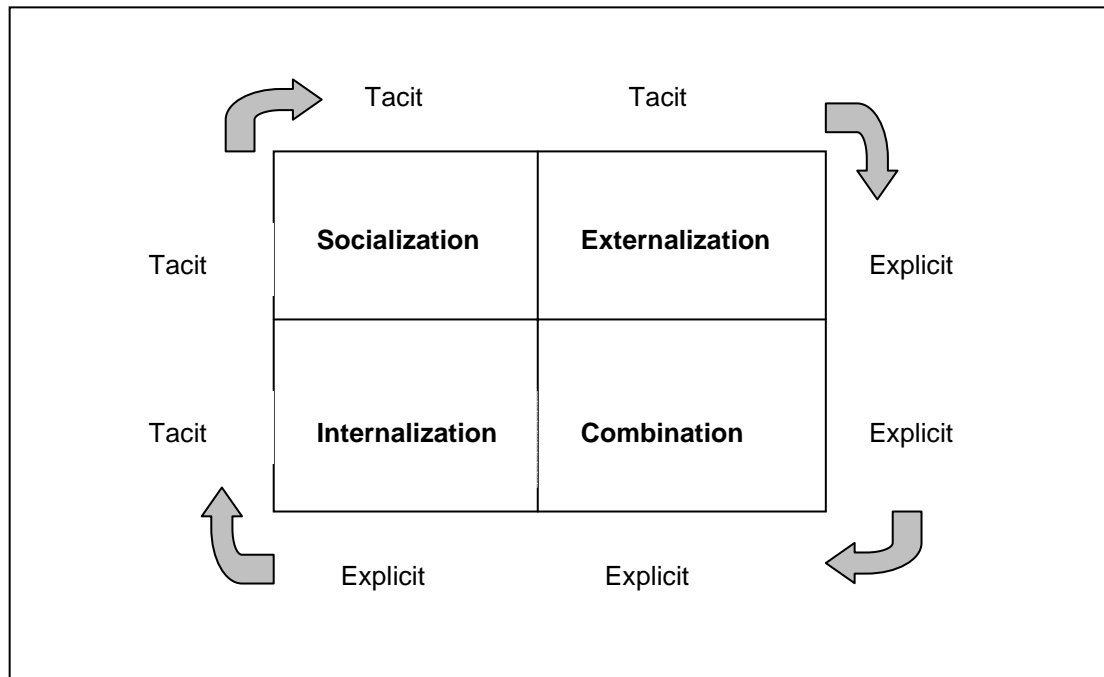 Tacit Tacit
Socialization Externalization
Tacit Explicit
Tacit Internalization Combination Explicit
Explicit Explicit